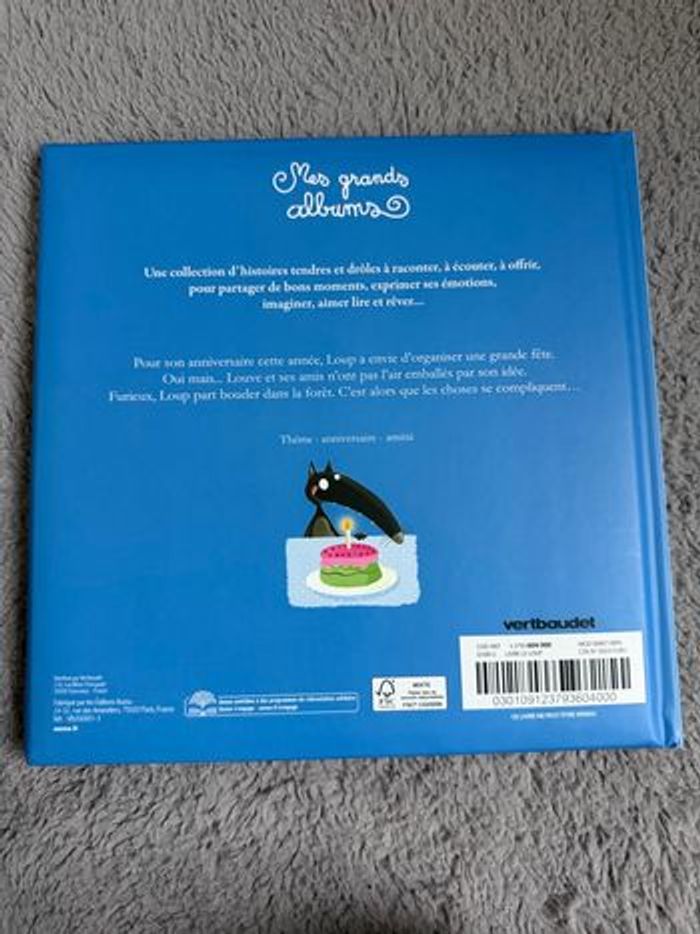 Mes grands
albums
Une collection d'histoires tendres et drôles à raconter, à écouter, à offrir,
pour partager de bons moments, exprimer ses émotions,
imaginer, aimer lire et rêver...
Pour son anniversaire cette année, Loup a envie d'organiser une grande fête.
Oui mais... Louve et ses amis n'ont pas l'air emballés par son idée.
Furieux, Loup part bouder dans la forêt. C'est alors que les choses se compliquent...
Thème : anniversaire - amitié
vertbaudet
030109123793604000
MIXTE
FSC